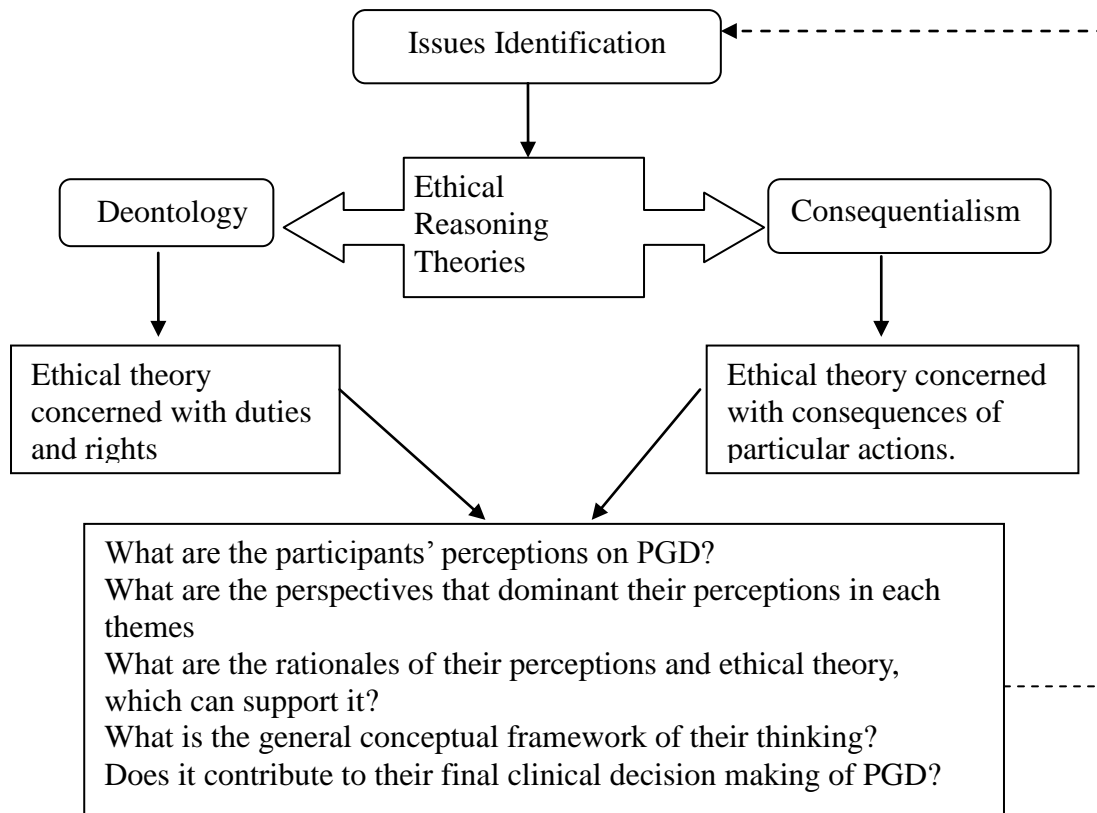 Issues Identification
Ethical
Reasoning
Theories
Deontology
Consequentialism
Ethical theory
concerned with duties
and rights
Ethical theory concerned
with consequences of
particular actions.
What are the participants’ perceptions on PGD?
What are the perspectives that dominant their perceptions in each
themes
What are the rationales of their perceptions and ethical theory,
which can support it?
What is the general conceptual framework of their thinking?
Does it contribute to their final clinical decision making of PGD?